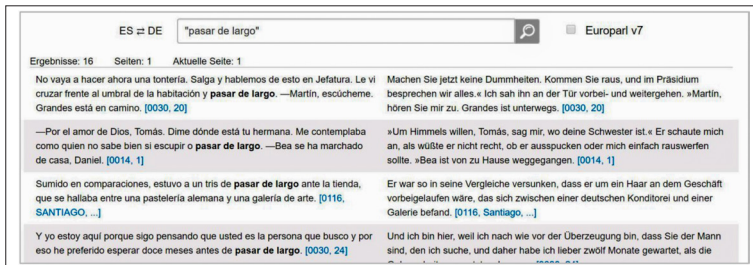 ES ⇄ DE "pasar de largo" Europarl v7
Ergebnisse: 16 Seiten: 1 Aktuelle Seite: 1
No vaya a hacer ahora una tontería. Salga y hablemos de esto en Jefatura. Le vi
cruzar frente al umbral de la habitación y pasar de largo. —Martín, escúcheme.
Grandes está en camino. [0030, 20]
Machen Sie jetzt keine Dummheiten. Kommen Sie raus, und im Präsidium
besprechen wir alles.« Ich sah ihn an der Tür vorbei- und weitergehen. »Martín,
hören Sie mir zu. Grandes ist unterwegs. [0030, 20]
—Por el amor de Dios, Tomás. Dime dónde está tu hermana. Me contemplaba
como quien no sabe bien si escupir o pasar de largo. —Bea se ha marchado
de casa, Daniel. [0014, 1]
»Um Himmels willen, Tomás, sag mir, wo deine Schwester ist.« Er schaute mich
an, als wüßte er nicht recht, ob er ausspucken oder mich einfach rauswerfen
sollte. »Bea ist von zu Hause weggegangen. [0014, 1]
Sumido en comparaciones, estuvo a un tris de pasar de largo ante la tienda,
que se hallaba entre una pastelería alemana y una galería de arte. [0116,
SANTIAGO, ...]
Er war so in seine Vergleiche versunken, dass er um ein Haar an dem Geschäft
vorbeigelaufen wäre, das sich zwischen einer deutschen Konditorei und einer
Galerie befand. [0116, Santiago, ...]
Y yo estoy aquí porque sigo pensando que usted es la persona que busco y por
eso he preferido esperar doce meses antes de pasar de largo. [0030, 24]
Und ich bin hier, weil ich nach wie vor der Überzeugung bin, dass Sie der Mann
sind, den ich suche, und daher habe ich lieber zwölf Monate gewartet, als die